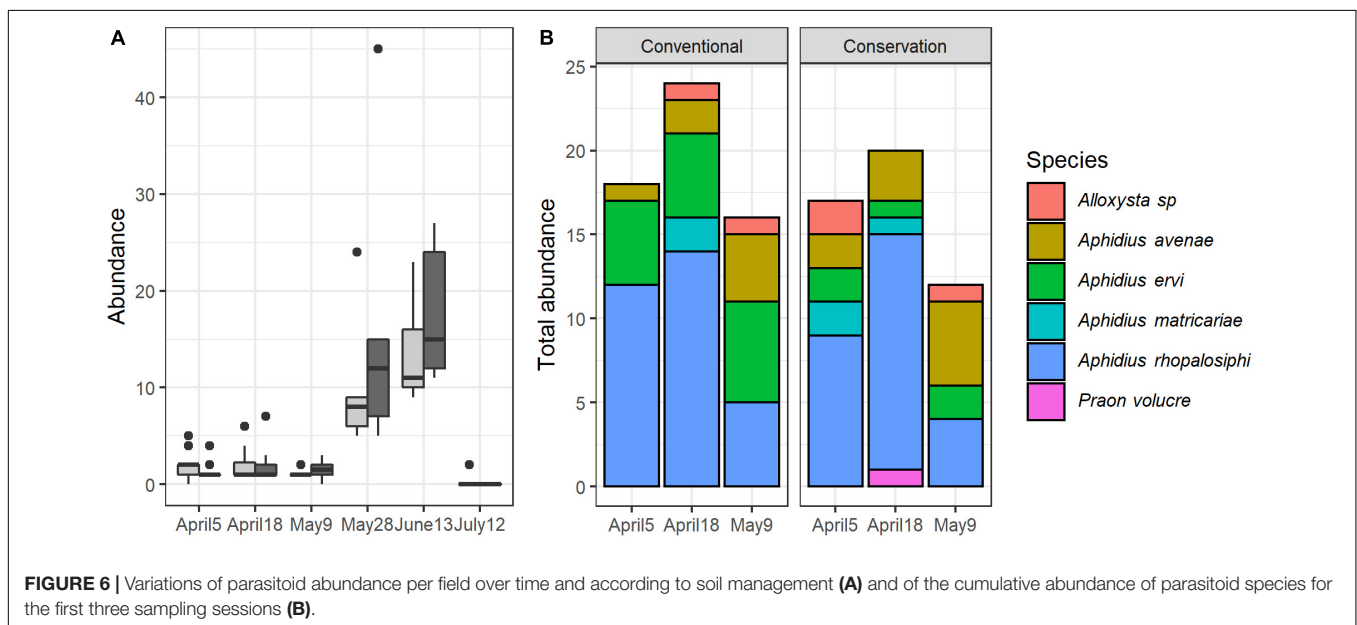 A
Abundance
40
30
20
10
0
April5 April18 May9 May28 June13 July12
B
Conventional Conservation
Total abundance
25
20
15
10
5
0
April5 April18 May9 April5 April18 May9
Species
Alloxysta sp
Aphidius avenae
Aphidius ervi
Aphidius matricariae
Aphidius rhopalosiphi
Praon volucre
FIGURE 6 | Variations of parasitoid abundance per field over time and according to soil management (A) and of the cumulative abundance of parasitoid species for
the first three sampling sessions (B).